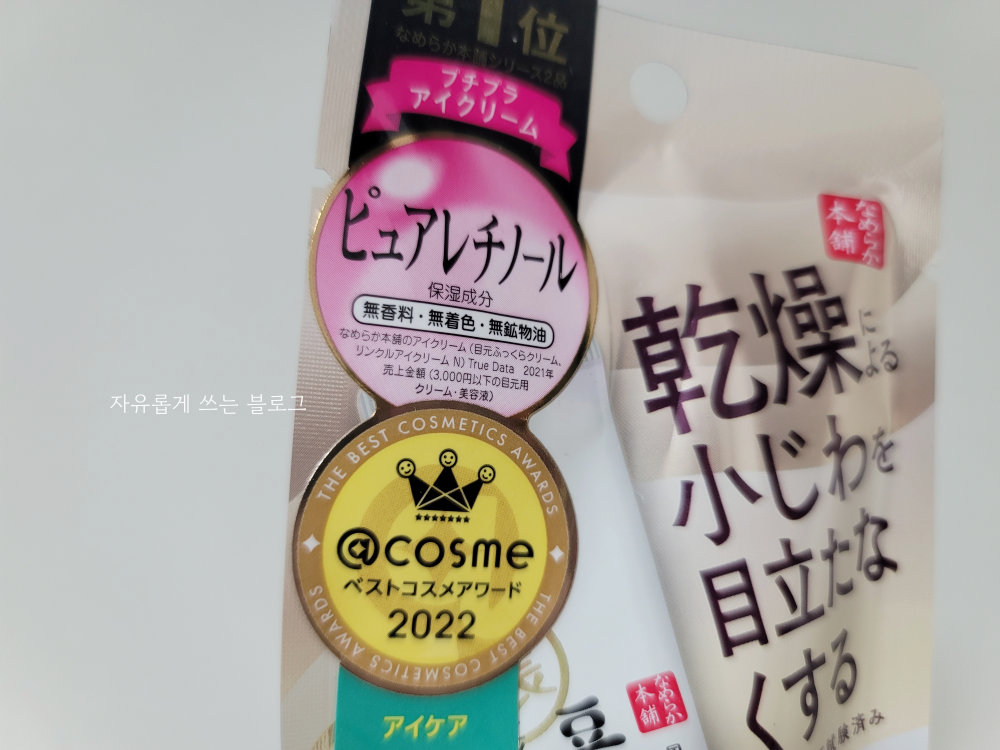 第1位
なめらか本舗シリーズ2品
プチプラ
アイクリーム
ピュアレチノール
保湿成分
無香料・無着色・無鉱物油
なめらか本舗のアイクリーム（目元ふっくらクリーム、
リンクルアイクリーム N）True Data 2021年
売上金額（3,000円以下の目元用
クリーム・美容液）
THE BEST COSMETICS AWARDS
@cosme
ベストコスメアワード
2022
THE BEST COSMETICS AWARDS
アイケア
なめらか
本舗
乾燥による
小じわを
目立たな
くする
試験済み
なめらか
本舗
豆
자유롭게 쓰는 블로그